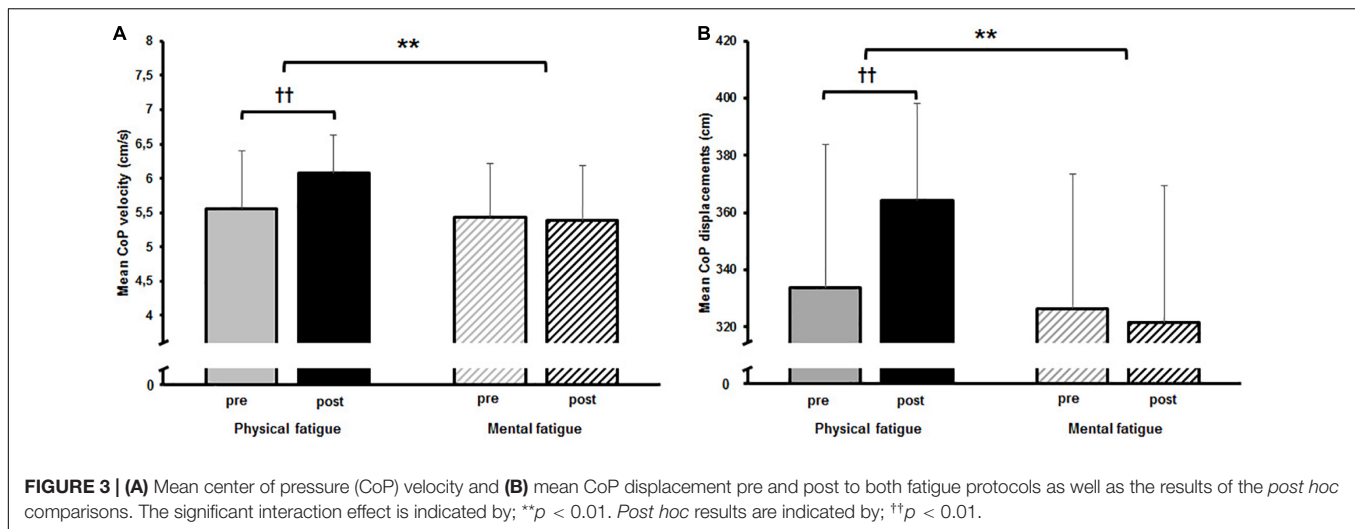 A
8
7,5
7
6,5
6
5,5
5
4,5
4
0
Mean CoP velocity (cm/s)
**
††
pre post pre post
Physical fatigue Mental fatigue
B
420
400
380
360
340
320
0
Mean CoP displacements (cm)
**
††
pre post pre post
Physical fatigue Mental fatigue
FIGURE 3 | (A) Mean center of pressure (CoP) velocity and (B) mean CoP displacement pre and post to both fatigue protocols as well as the results of the post hoc
comparisons. The significant interaction effect is indicated by; **p < 0.01. Post hoc results are indicated by; ††p < 0.01.